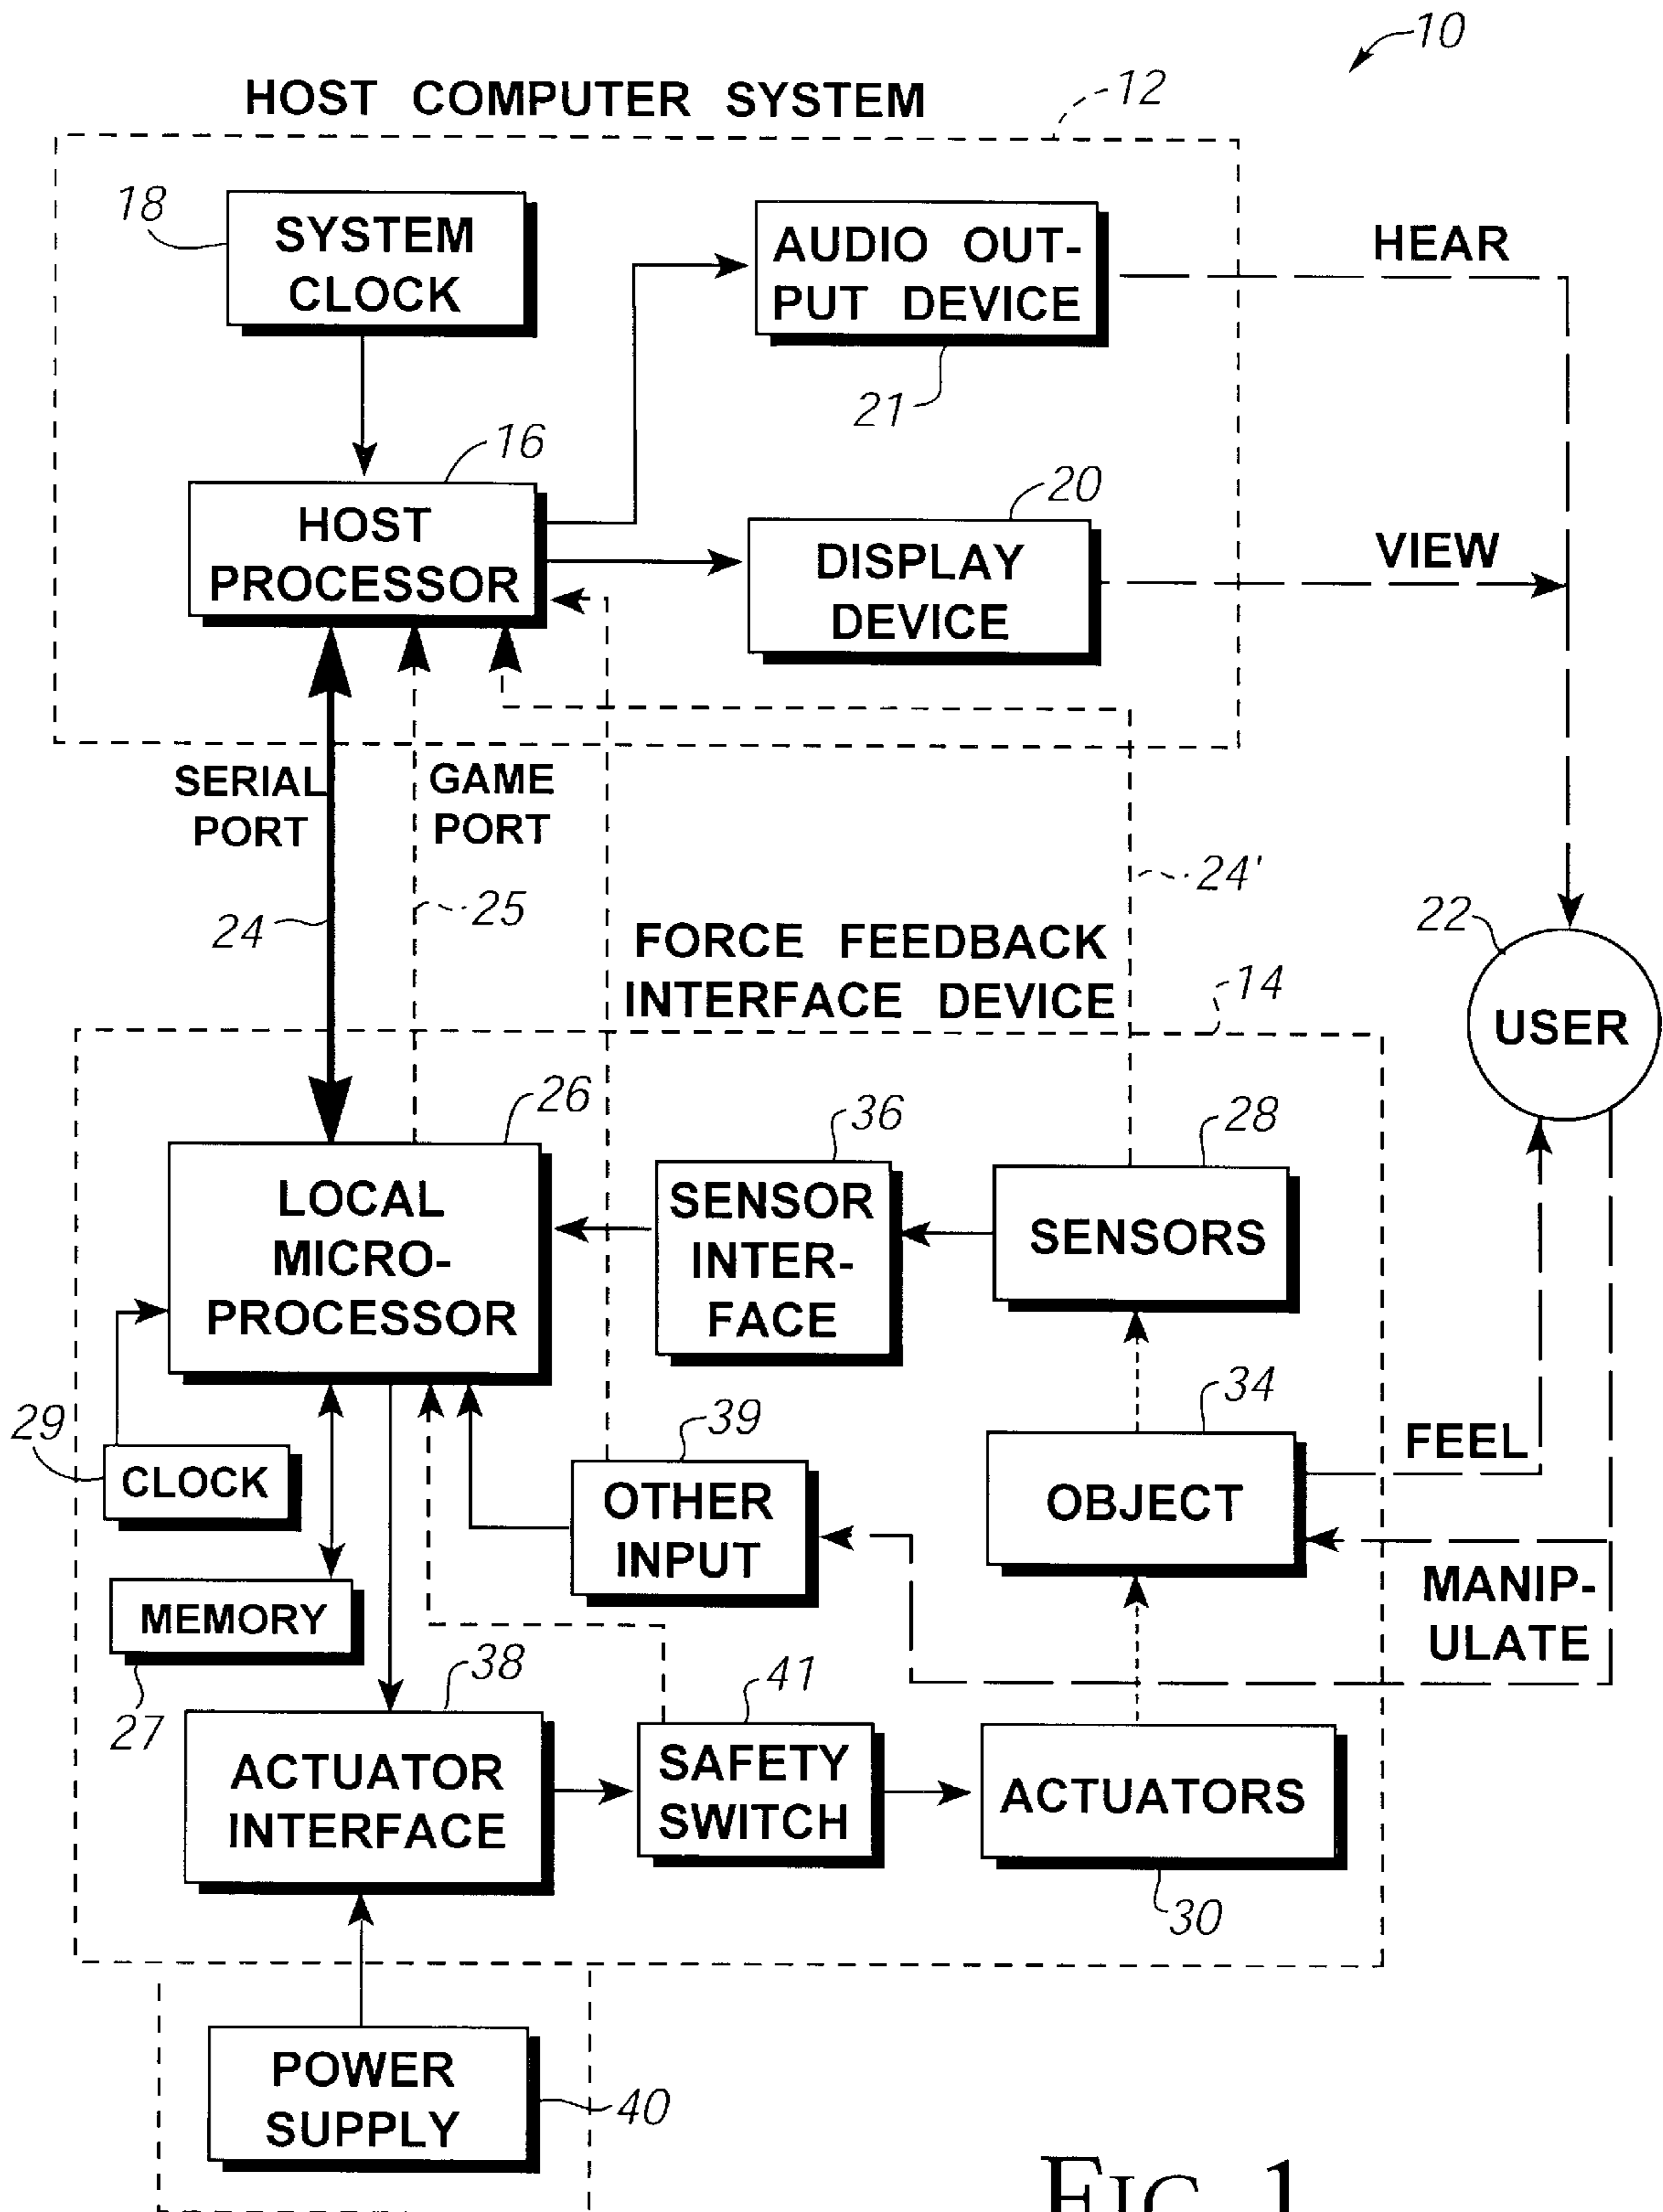 10
HOST COMPUTER SYSTEM
12
18
SYSTEM
CLOCK
AUDIO OUT-
PUT DEVICE
21
HEAR
16
HOST
PROCESSOR
20
DISPLAY
DEVICE
VIEW
SERIAL
PORT
GAME
PORT
24
25
24'
FORCE FEEDBACK
INTERFACE DEVICE
14
22
USER
26
LOCAL
MICRO-
PROCESSOR
36
SENSOR
INTER-
FACE
28
SENSORS
29
CLOCK
39
OTHER
INPUT
34
OBJECT
FEEL
MANIP-
ULATE
MEMORY
27
38
ACTUATOR
INTERFACE
41
SAFETY
SWITCH
ACTUATORS
30
POWER
SUPPLY
40
FIG. 1